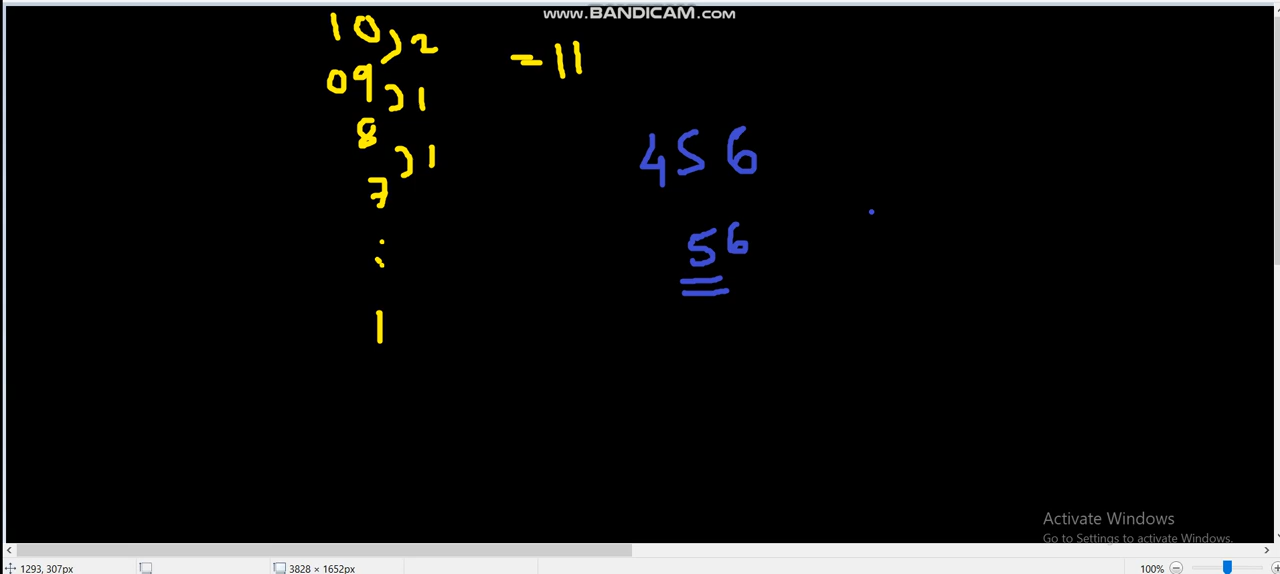 www.BANDICAM.com
10
) 2
= 11
09
) 1
8
) 1
7
:
1
456
56
Activate Windows
Go to Settings to activate Windows.
1293, 307px
3828 × 1652px
100%